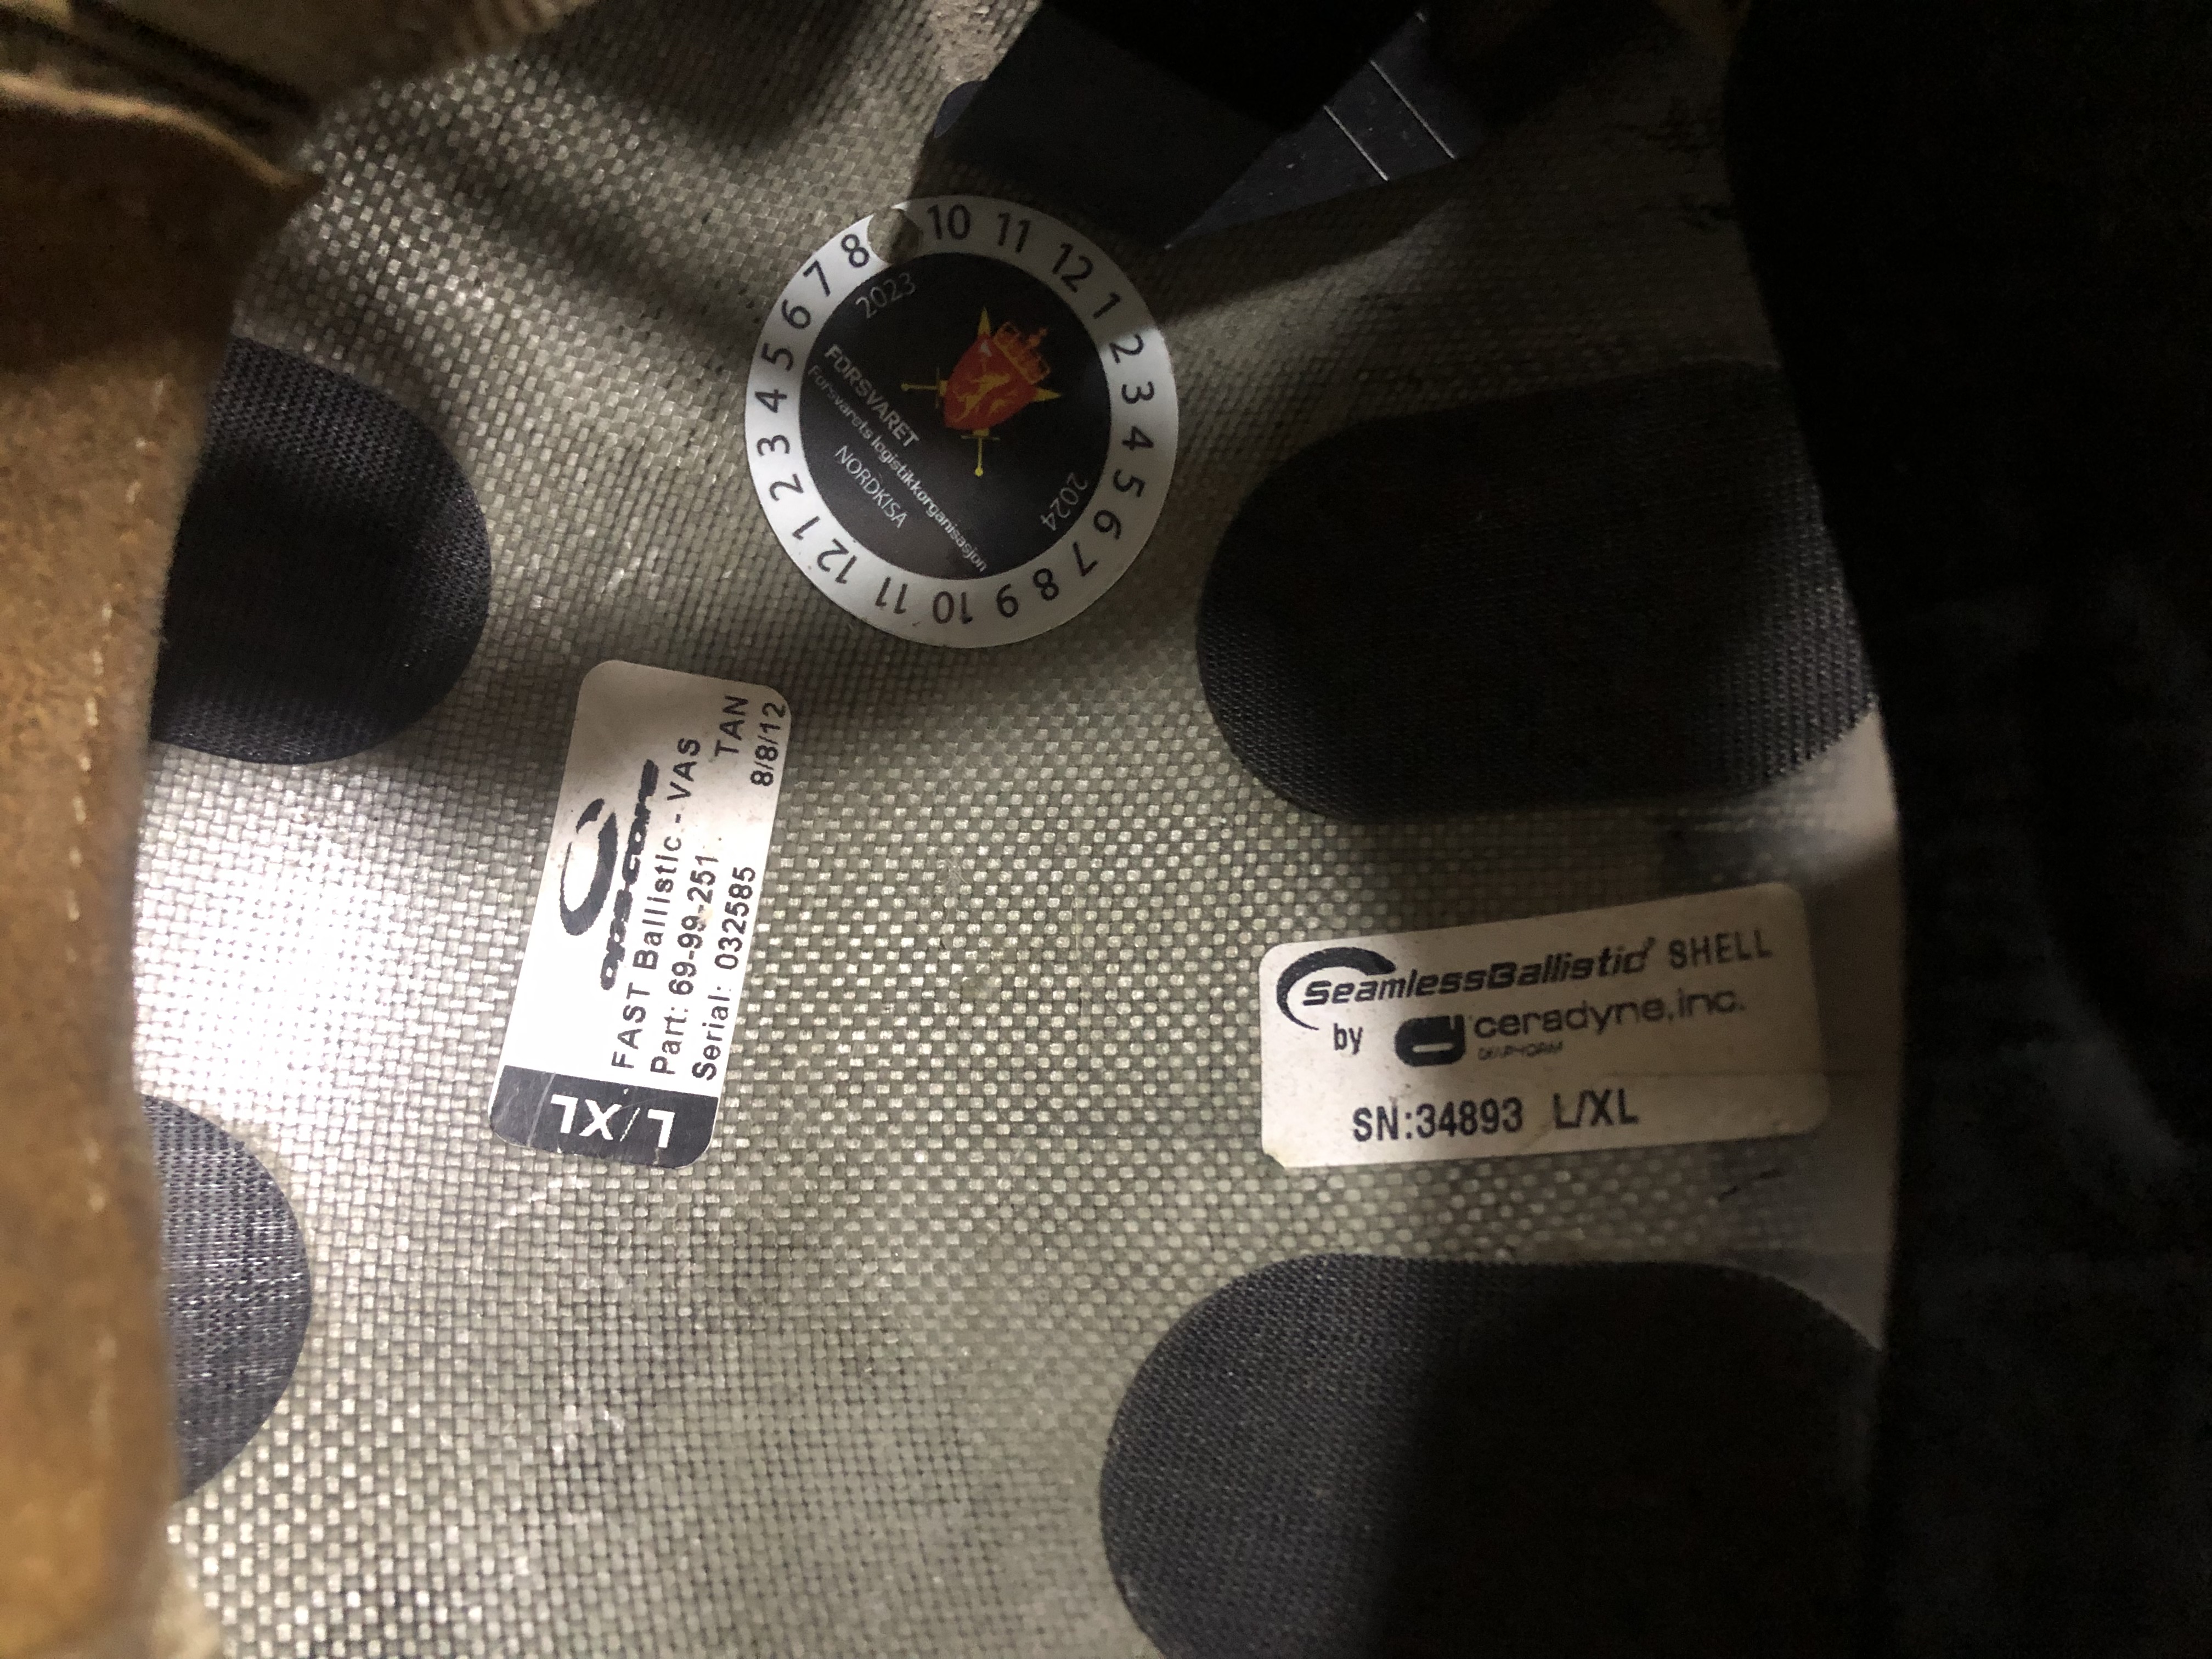 8 10 11 12 1 2 3 4 5 6 7 8 9 10 11 12 1 2 3 4 5 6 7
2023
FORSVARET
Forsvarets logistikkorganisasjon
NORDKISA
2024
ops-core
FAST Ballistic - VAS
Part: 69-99-251 TAN
Serial: 032585 8/8/12
L/XL
SeamlessBallistic SHELL
by ceradyne, inc.
SN:34893 L/XL